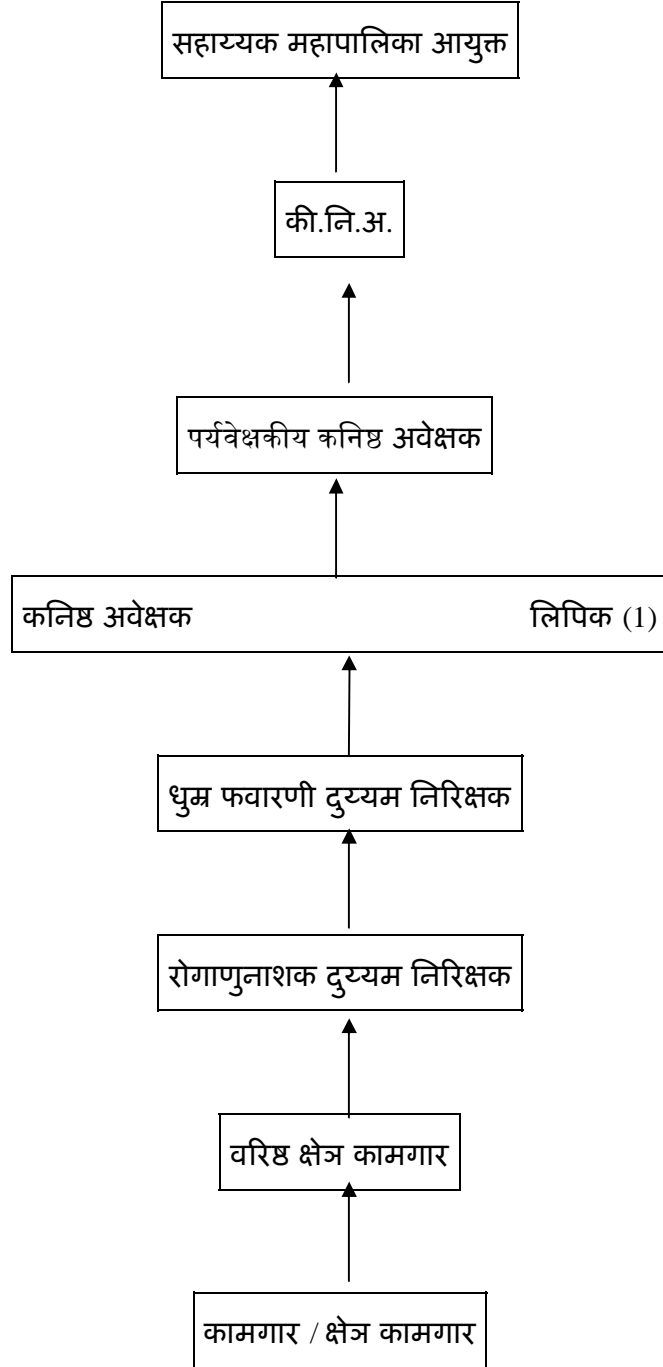 सहाय्यक महापालिका आयुक्त
की.नि.अ.
पर्यवेक्षकीय कनिष्ठ अवेक्षक
कनिष्ठ अवेक्षक लिपिक (1)
धुम्र फवारणी दुय्यम निरिक्षक
रोगाणुनाशक दुय्यम निरिक्षक
वरिष्ठ क्षेत्र कामगार
कामगार / क्षेत्र कामगार